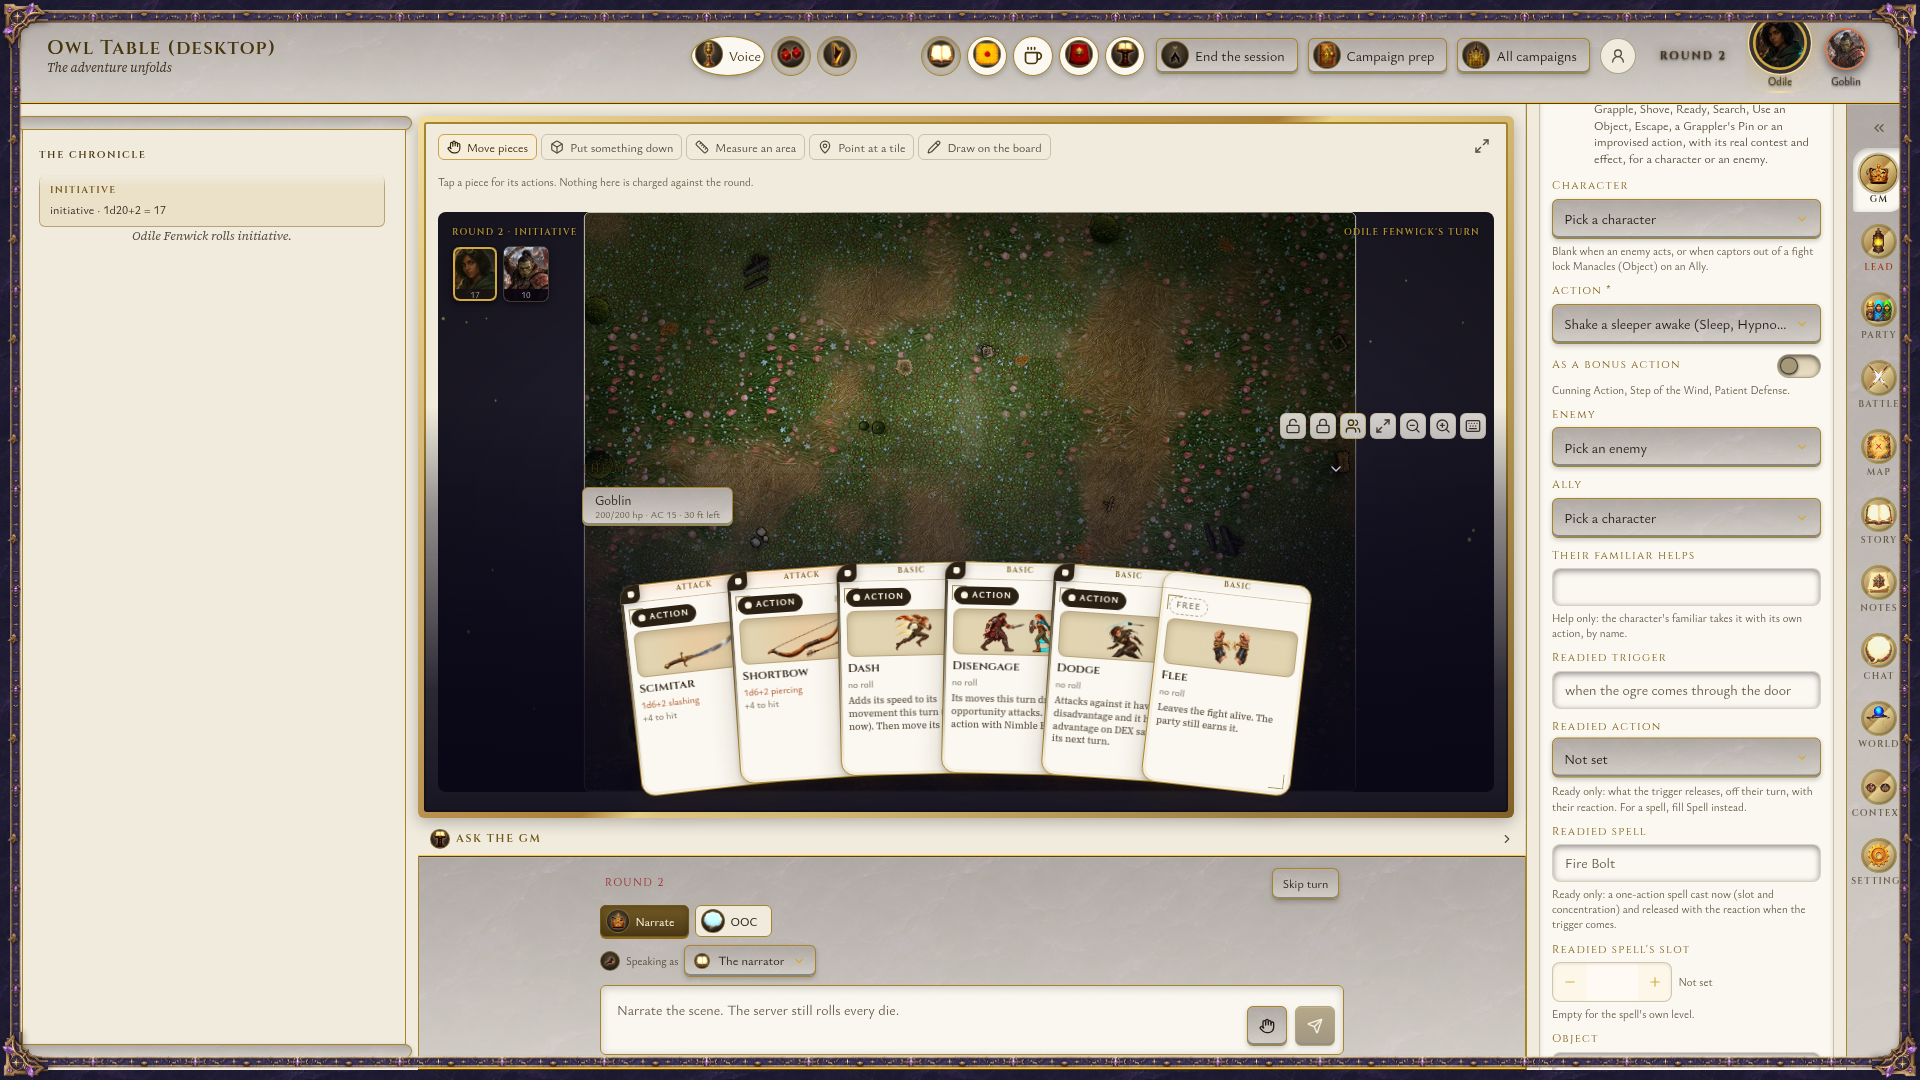 Owl Table (desktop)
The adventure unfolds
Voice
End the session
Campaign prep
All campaigns
ROUND 2
Odile
Goblin
THE CHRONICLE
INITIATIVE
initiative · 1d20+2 = 17
Odile Fenwick rolls initiative.
Move pieces
Put something down
Measure an area
Point at a tile
Draw on the board
Tap a piece for its actions. Nothing here is charged against the round.
ROUND 2 · INITIATIVE
ODILE FENWICK'S TURN
17
10
Goblin
200/200 hp · AC 15 · 30 ft left
ATTACK
ACTION
SCIMITAR
1d6+2 slashing
+4 to hit
ATTACK
ACTION
SHORTBOW
1d6+2 piercing
+4 to hit
BASIC
ACTION
DASH
no roll
Adds its speed to its
movement this turn
now). Then move its
BASIC
ACTION
DISENGAGE
no roll
Its moves this turn dr
opportunity attacks.
action with Nimble E
BASIC
ACTION
DODGE
no roll
Attacks against it hav
disadvantage and it h
advantage on DEX sa
its next turn.
BASIC
FREE
FLEE
no roll
Leaves the fight alive. The
party still earns it.
ASK THE GM
ROUND 2
Skip turn
Narrate
OOC
Speaking as
The narrator
Narrate the scene. The server still rolls every die.
Grapple, Shove, Ready, Search, Use an
Object, Escape, a Grappler's Pin or an
improvised action, with its real contest and
effect, for a character or an enemy.
CHARACTER
Pick a character
Blank when an enemy acts, or when captors out of a fight
lock Manacles (Object) on an Ally.
ACTION *
Shake a sleeper awake (Sleep, Hypno...
AS A BONUS ACTION
Cunning Action, Step of the Wind, Patient Defense.
ENEMY
Pick an enemy
ALLY
Pick a character
THEIR FAMILIAR HELPS
Help only: the character's familiar takes it with its own
action, by name.
READIED TRIGGER
when the ogre comes through the door
READIED ACTION
Not set
Ready only: what the trigger releases, off their turn, with
their reaction. For a spell, fill Spell instead.
READIED SPELL
Fire Bolt
Ready only: a one-action spell cast now (slot and
concentration) and released with the reaction when the
trigger comes.
READIED SPELL'S SLOT
Not set
Empty for the spell's own level.
OBJECT
GM
LEAD
PARTY
BATTLE
MAP
STORY
NOTES
CHAT
WORLD
CONTEX
SETTING